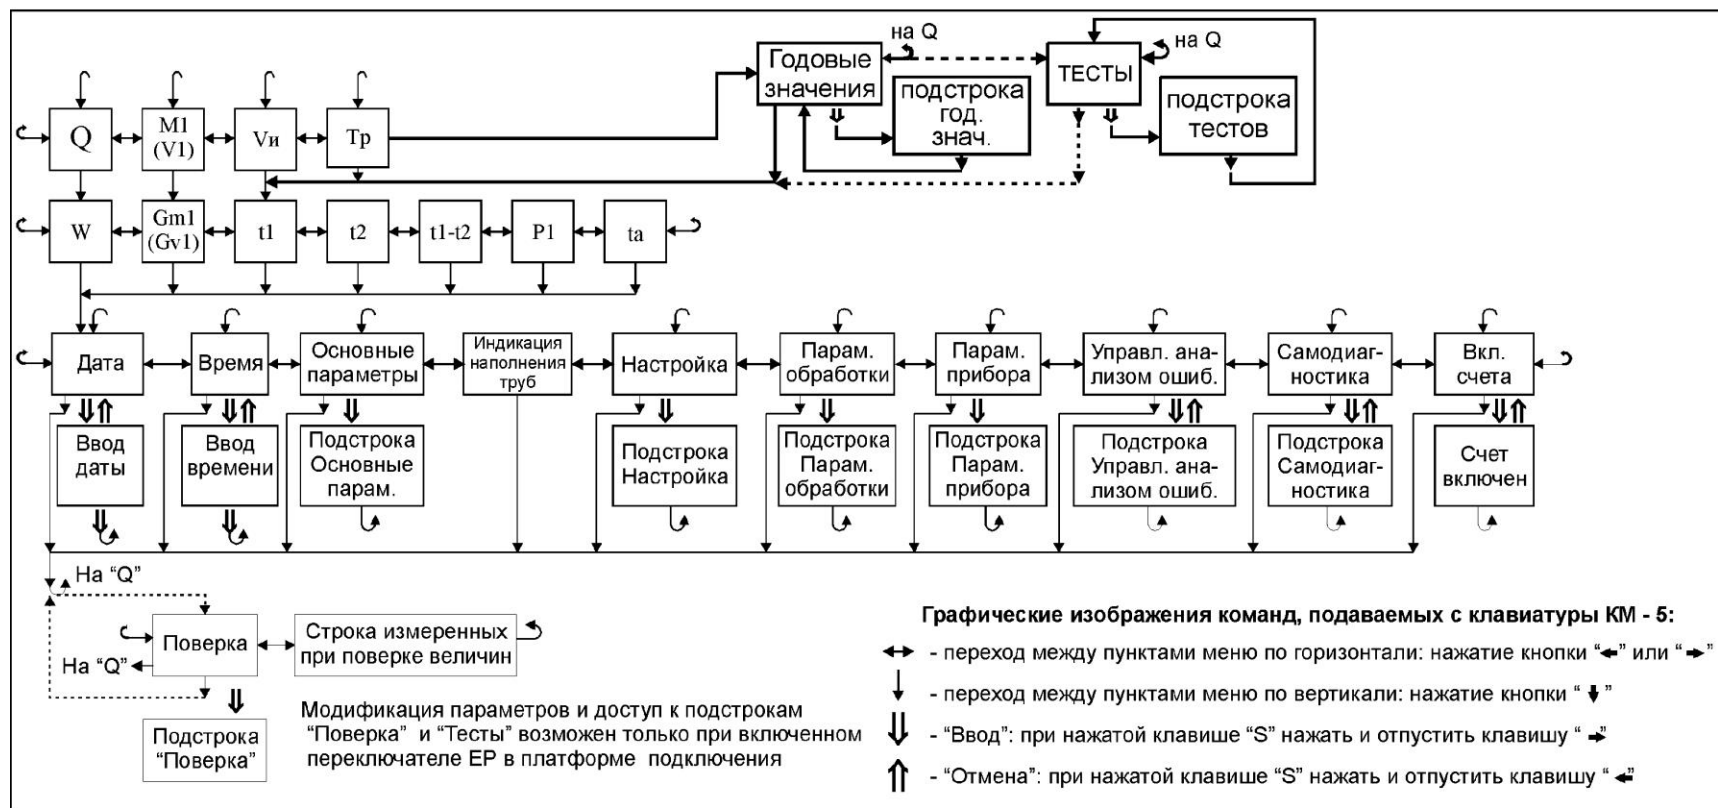 на Q
на Q
Годовые
значения
ТЕСТЫ
подстрока
год.
знач.
подстрока
тестов
Q
M1
(V1)
Vи
Тр
W
Gm1
(Gv1)
t1
t2
t1-t2
P1
ta
Дата
Время
Основные
параметры
Индикация
наполнения
труб
Настройка
Парам.
обработки
Парам.
прибора
Управл. ана-
лизом ошиб.
Самодиаг-
ностика
Вкл.
счета
Ввод
даты
Ввод
времени
Подстрока
Основные
парам.
Подстрока
Настройка
Подстрока
Парам.
обработки
Подстрока
Парам.
прибора
Подстрока
Управл. ана-
лизом ошиб.
Подстрока
Самодиаг-
ностика
Счет
включен
На “Q”
Поверка
Строка измеренных
при поверке величин
На “Q”
Подстрока
“Поверка”
Модификация параметров и доступ к подстрокам
“Поверка” и “Тесты” возможен только при включенном
переключателе EP в платформе подключения
Графические изображения команд, подаваемых с клавиатуры КМ - 5:
↔ - переход между пунктами меню по горизонтали: нажатие кнопки “←” или “→”
↓ - переход между пунктами меню по вертикали: нажатие кнопки “↓”
⇓ - “Ввод”: при нажатой клавише “S” нажать и отпустить клавишу “→”
⇑ - “Отмена”: при нажатой клавише “S” нажать и отпустить клавишу “←”